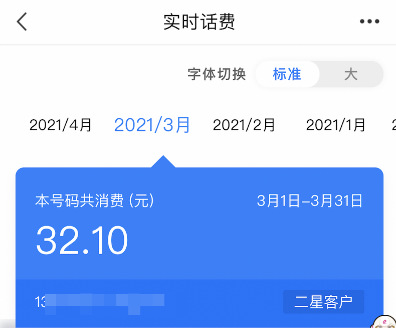 实时话费
字体切换 标准 大
2021/4月 2021/3月 2021/2月 2021/1月
本号码共消费 (元) 3月1日-3月31日
32.10
13 二星客户